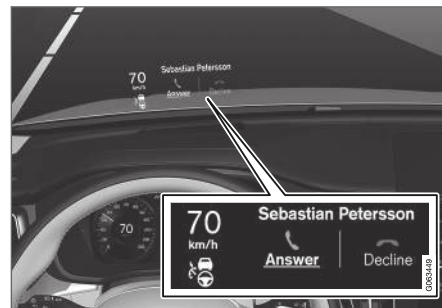 70
km/h
Sebastian Petersson
Answer
Decline
70
70
km/h
Sebastian Petersson
Answer
Decline
G063449